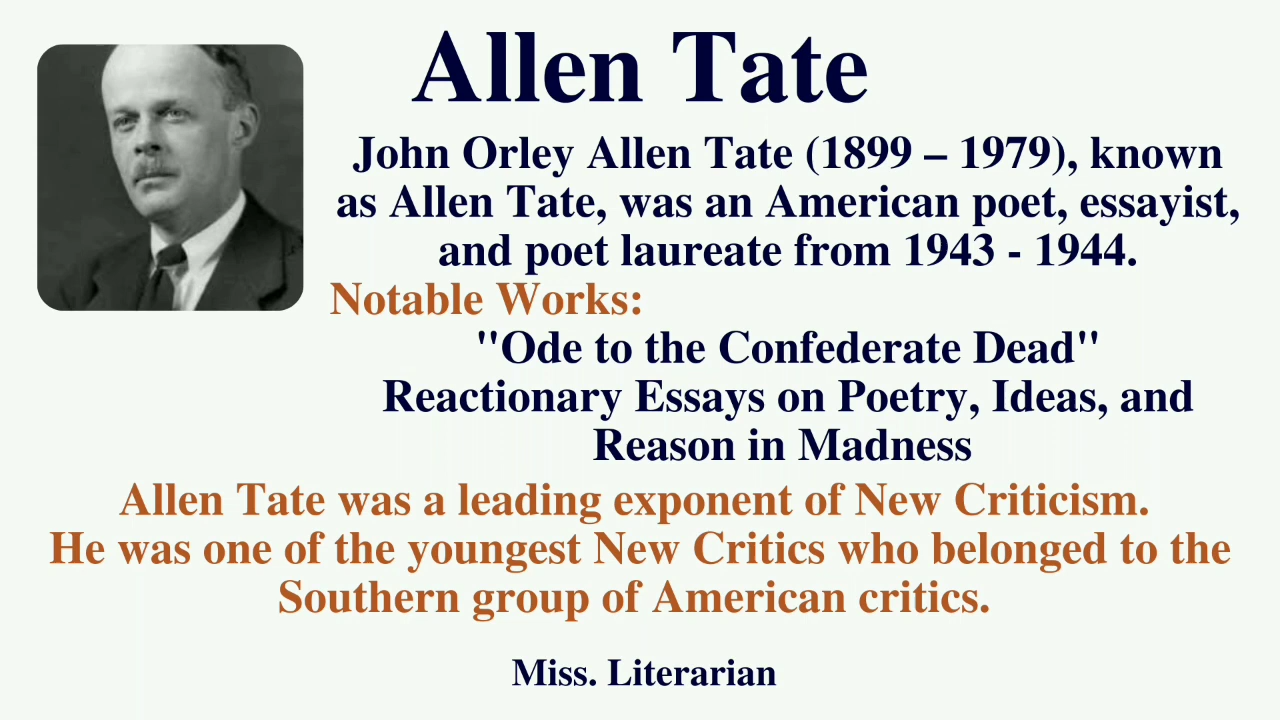 Allen Tate
John Orley Allen Tate (1899 – 1979), known
as Allen Tate, was an American poet, essayist,
and poet laureate from 1943 - 1944.
Notable Works:
"Ode to the Confederate Dead"
Reactionary Essays on Poetry, Ideas, and
Reason in Madness
Allen Tate was a leading exponent of New Criticism.
He was one of the youngest New Critics who belonged to the
Southern group of American critics.
Miss. Literarian